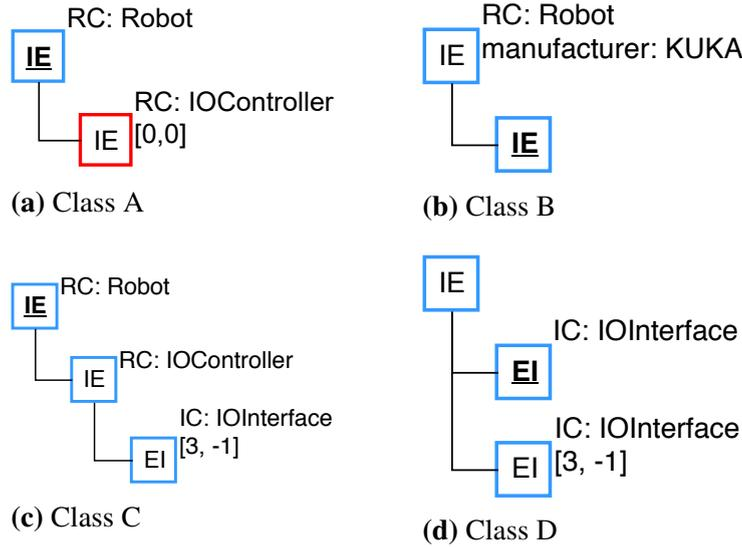 RC: Robot
IE
RC: IOController
IE
[0,0]
(a) Class A
RC: Robot
IE
manufacturer: KUKA
IE
(b) Class B
RC: Robot
IE
RC: IOController
IE
IC: IOInterface
[3, -1]
EI
(c) Class C
IE
IC: IOInterface
EI
IC: IOInterface
EI
[3, -1]
(d) Class D